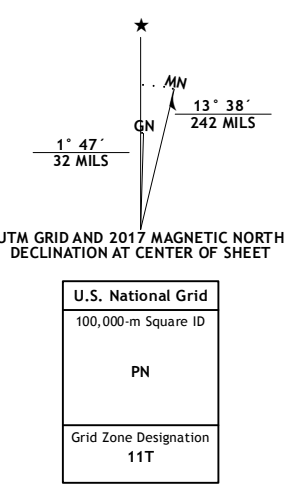 ★
MN
GN
13° 38´
242 MILS
1° 47´
32 MILS
UTM GRID AND 2017 MAGNETIC NORTH
DECLINATION AT CENTER OF SHEET
U.S. National Grid
100,000-m Square ID
PN
Grid Zone Designation
11T